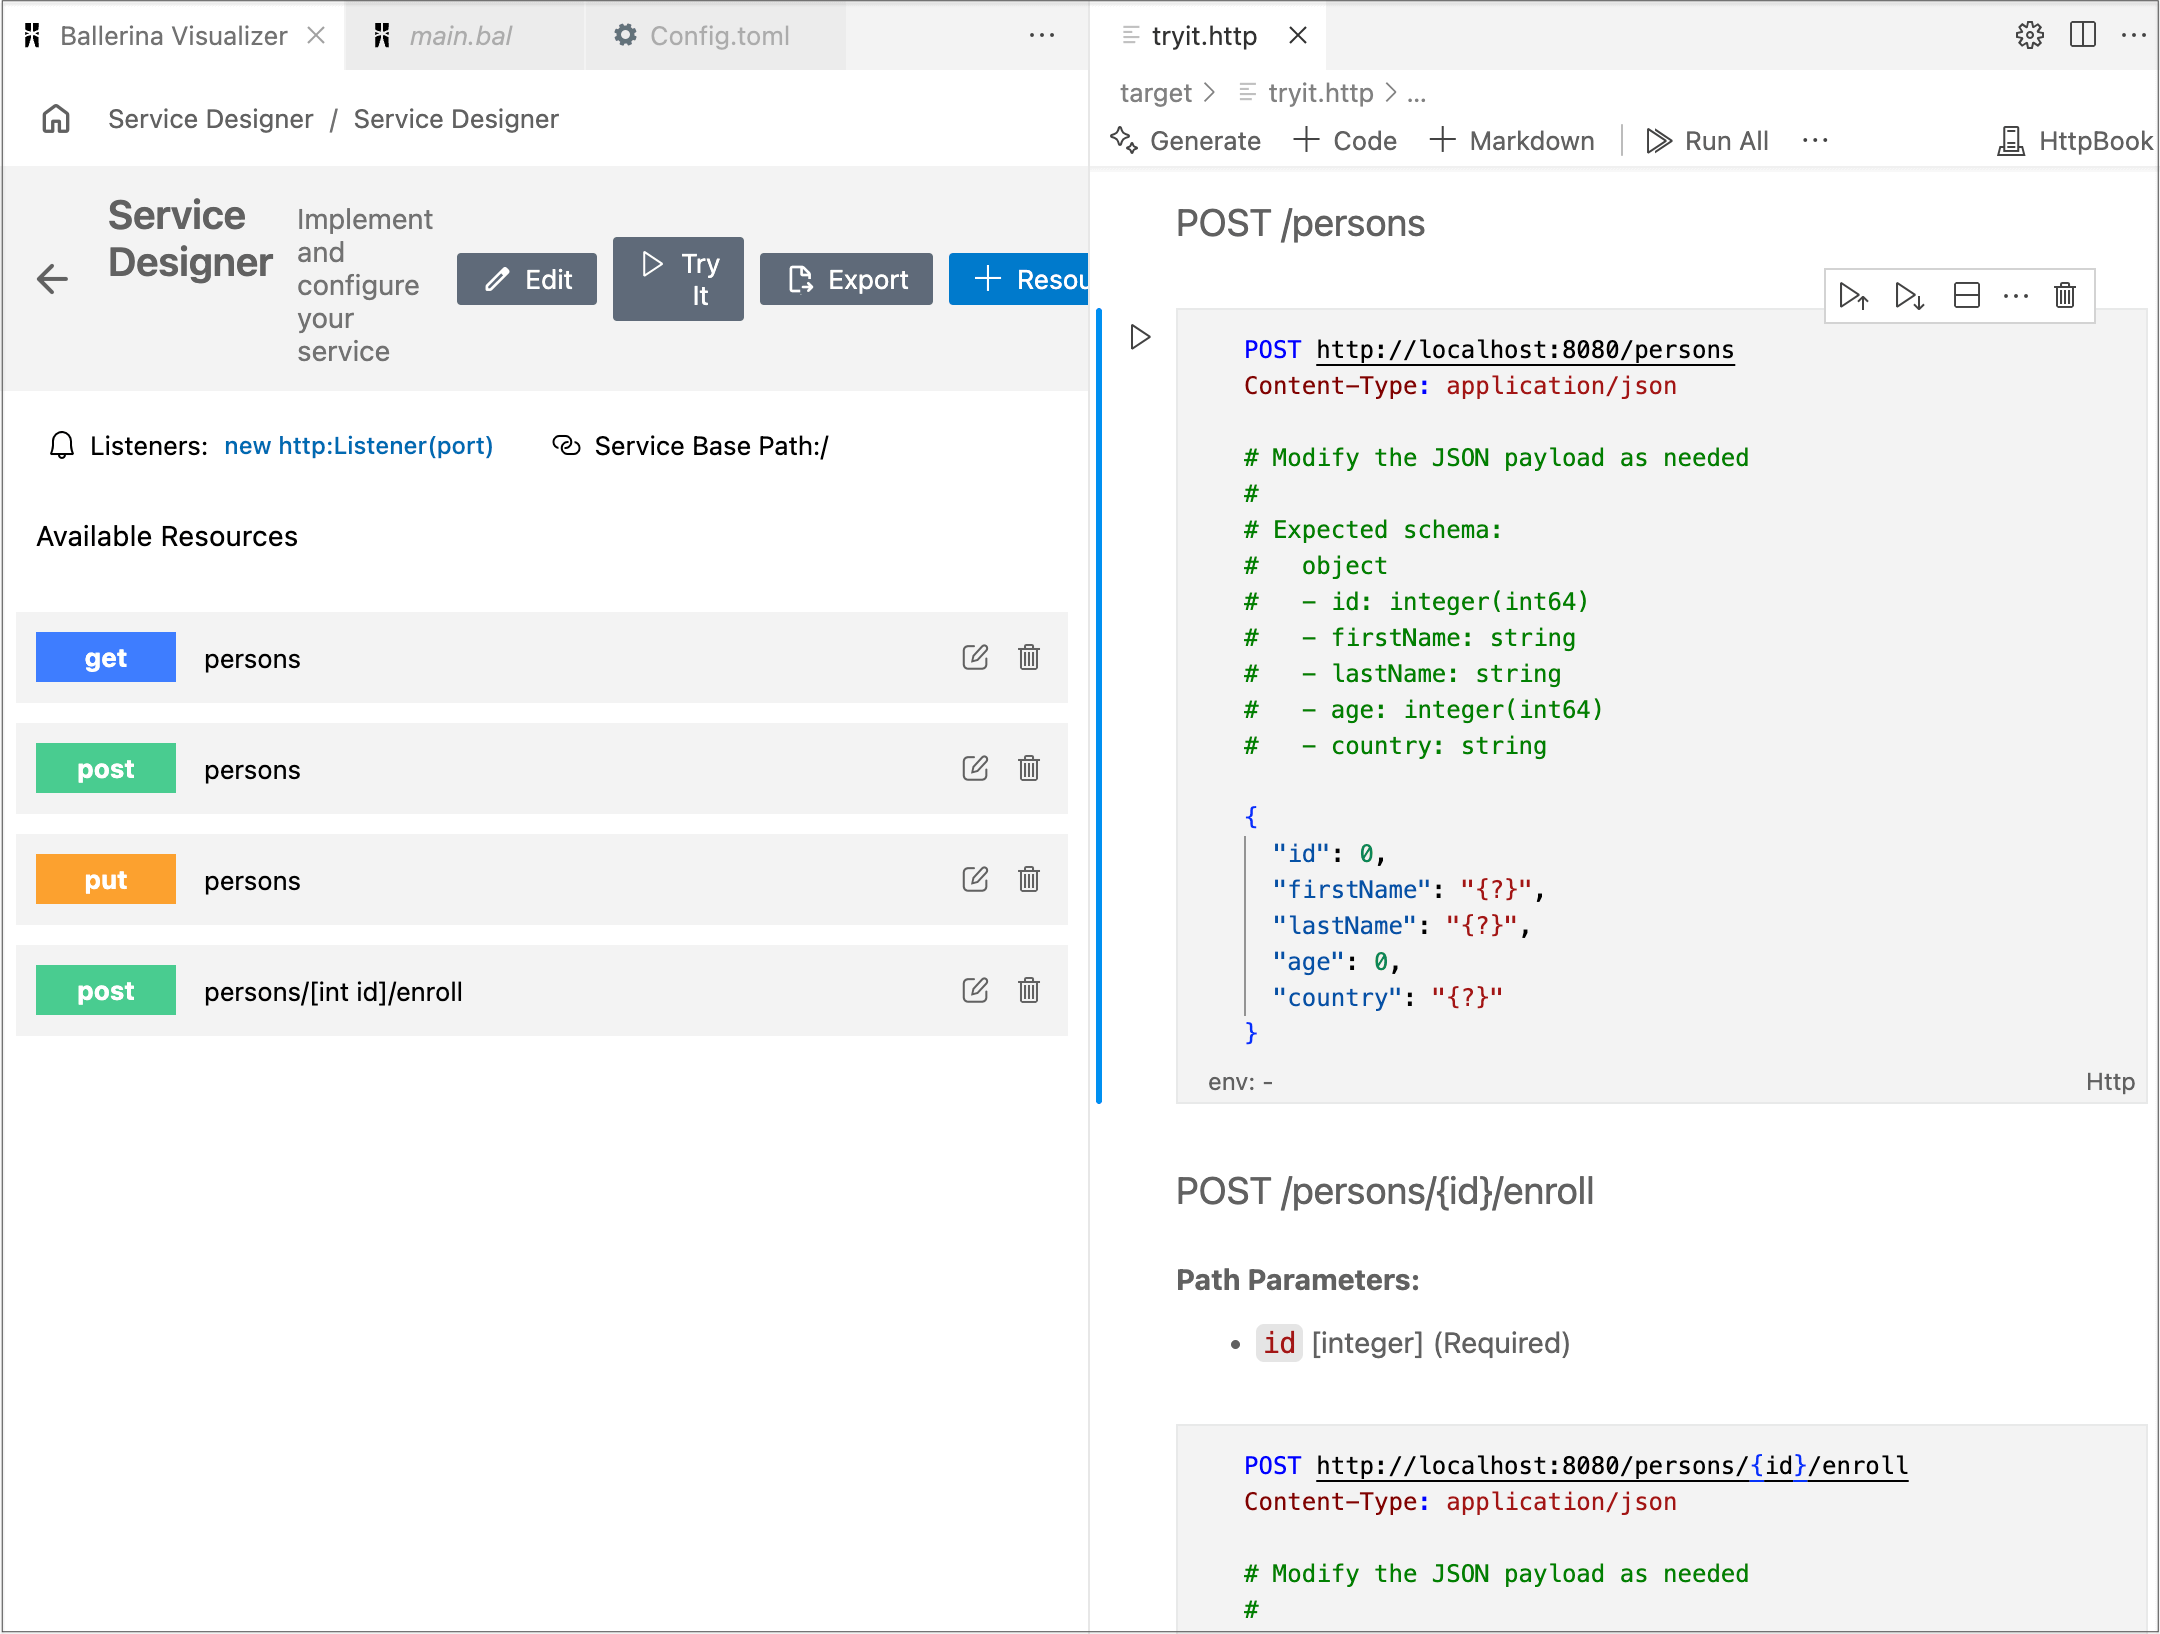 Ballerina Visualizer
main.bal
Config.toml
Service Designer / Service Designer
Service Designer
Implement and configure your service
Edit
Try It
Export
Resou
Listeners: new http:Listener(port)
Service Base Path:/
Available Resources
get persons
post persons
put persons
post persons/[int id]/enroll
tryit.http
target > tryit.http > ...
Generate
Code
Markdown
Run All
HttpBook
POST /persons
POST http://localhost:8080/persons
Content-Type: application/json
# Modify the JSON payload as needed
#
# Expected schema:
#   object
#   - id: integer(int64)
#   - firstName: string
#   - lastName: string
#   - age: integer(int64)
#   - country: string
{
  "id": 0,
  "firstName": "{?}",
  "lastName": "{?}",
  "age": 0,
  "country": "{?}"
}
env: -
Http
POST /persons/{id}/enroll
Path Parameters:
• id [integer] (Required)
POST http://localhost:8080/persons/{id}/enroll
Content-Type: application/json
# Modify the JSON payload as needed
#